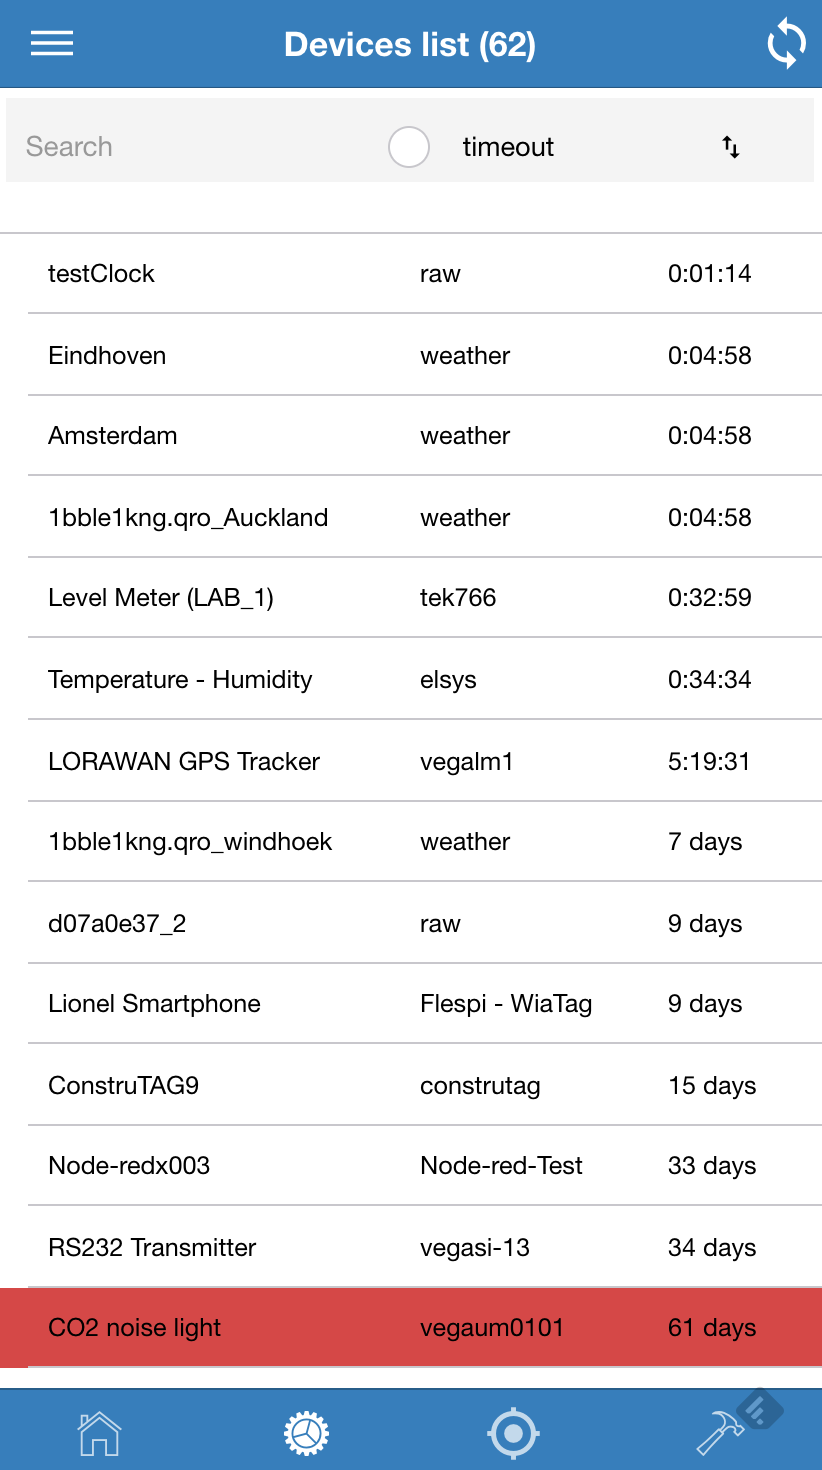 Devices list (62)
Search timeout
testClock raw 0:01:14
Eindhoven weather 0:04:58
Amsterdam weather 0:04:58
1bble1kng.qro_Auckland weather 0:04:58
Level Meter (LAB_1) tek766 0:32:59
Temperature - Humidity elsys 0:34:34
LORAWAN GPS Tracker vegalm1 5:19:31
1bble1kng.qro_windhoek weather 7 days
d07a0e37_2 raw 9 days
Lionel Smartphone Flespi - WiaTag 9 days
ConstruTAG9 construtag 15 days
Node-redx003 Node-red-Test 33 days
RS232 Transmitter vegasi-13 34 days
CO2 noise light vegaum0101 61 days